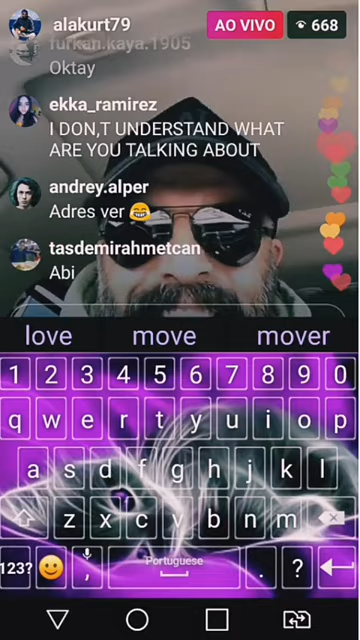 alakurt79
AO VIVO
668
furkan.kaya.1905
Oktay
ekka_ramirez
I DON,T UNDERSTAND WHAT
ARE YOU TALKING ABOUT
andrey.alper
Adres ver 😂
tasdemirahmetcan
Abi
love move mover
1 2 3 4 5 6 7 8 9 0
q w e r t y u i o p
a s d f g h j k l
z x c v b n m
123? , Portuguese . ?